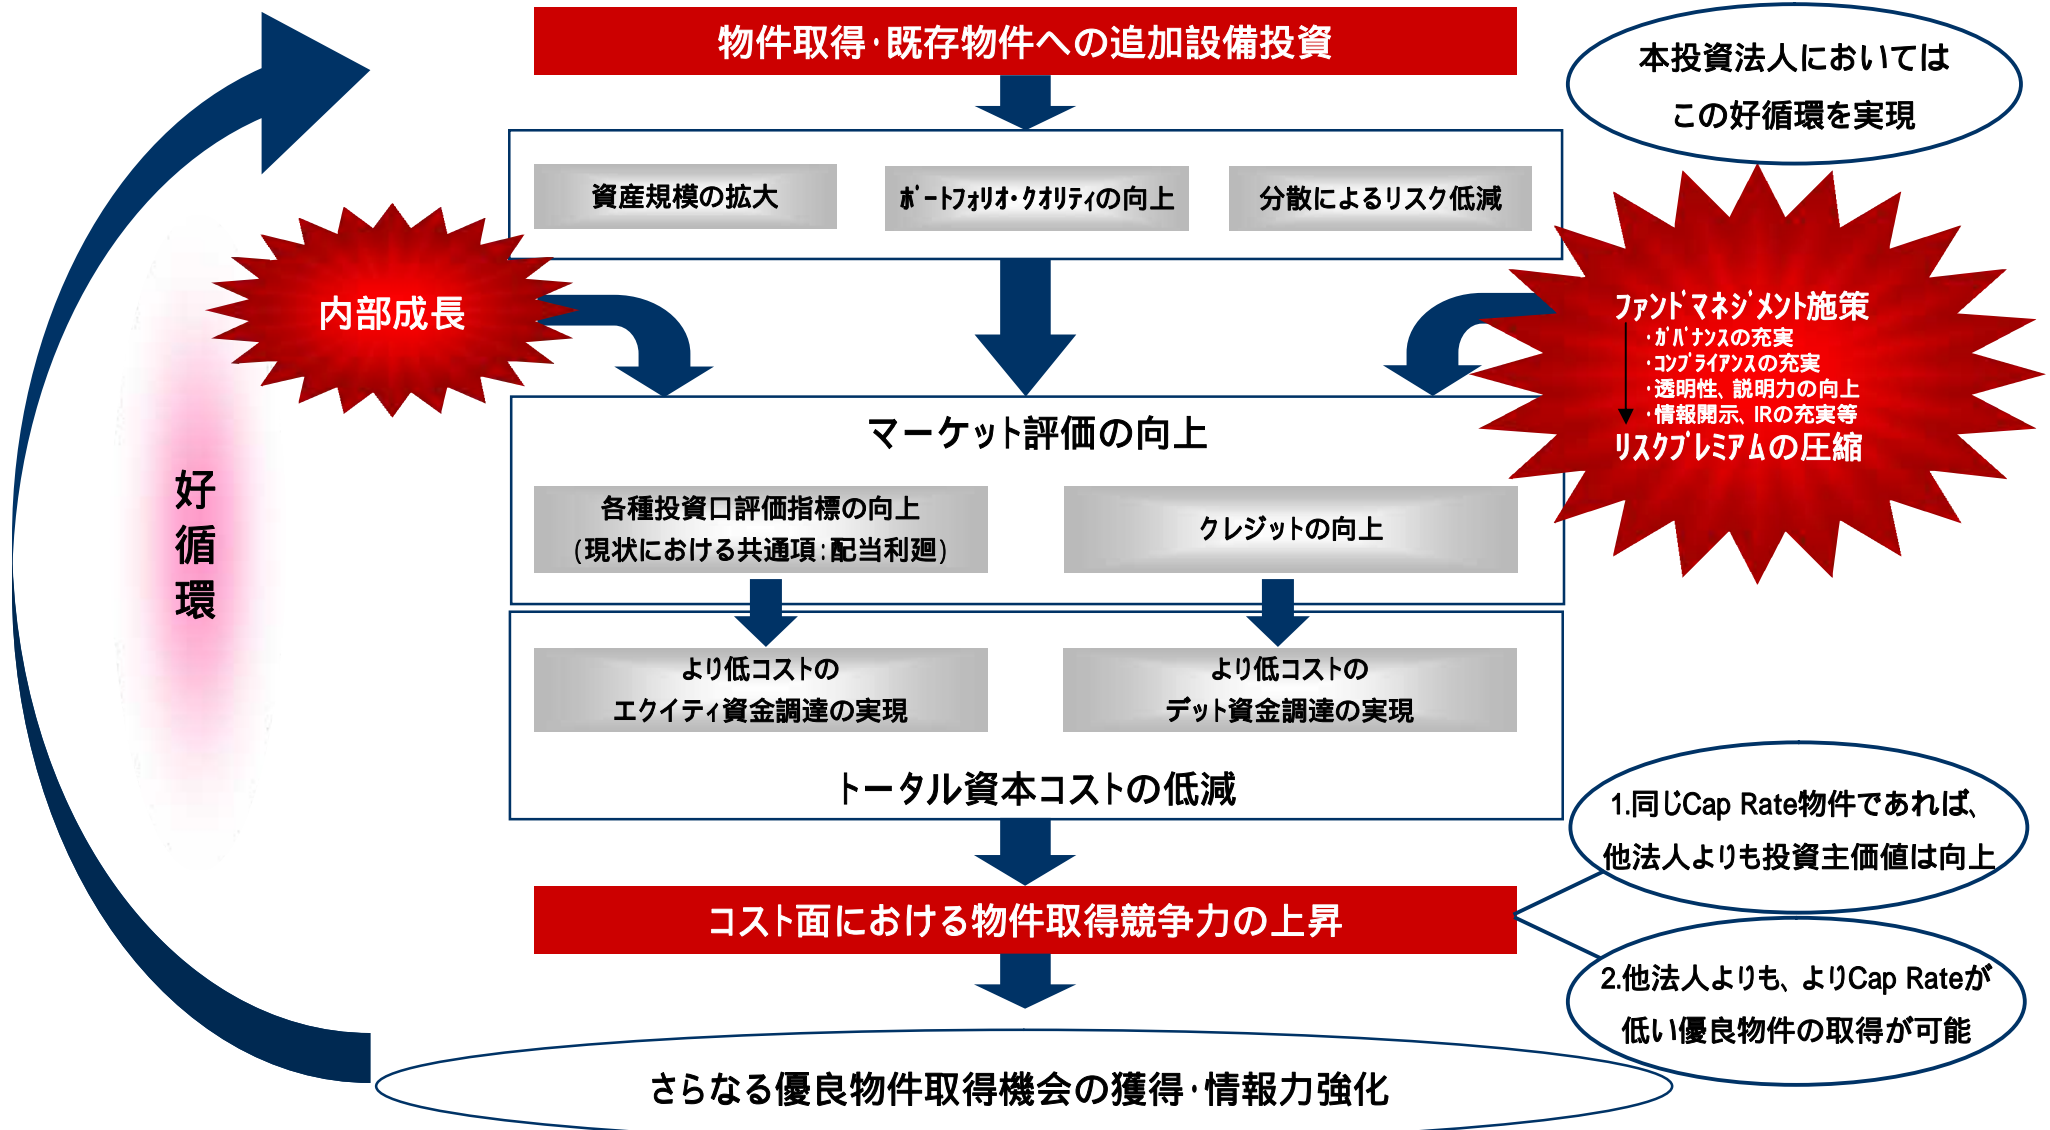 物件取得・既存物件への追加設備投資
本投資法人においては
この好循環を実現
資産規模の拡大
ﾎﾟｰﾄﾌｫﾘｵ・ｸｵﾘﾃｨの向上
分散によるリスク低減
内部成長
ﾌｧﾝﾄﾞﾏﾈｼﾞﾒﾝﾄ施策
・ｶﾞﾊﾞﾅﾝｽの充実
・ｺﾝﾌﾟﾗｲｱﾝｽの充実
・透明性、説明力の向上
・情報開示、IRの充実等
ﾘｽｸﾌﾟﾚﾐｱﾑの圧縮
マーケット評価の向上
各種投資口評価指標の向上
(現状における共通項：配当利廻)
クレジットの向上
好
循
環
より低コストの
エクイティ資金調達の実現
より低コストの
デット資金調達の実現
トータル資本コストの低減
1.同じCap Rate物件であれば、
他法人よりも投資主価値は向上
コスト面における物件取得競争力の上昇
2.他法人よりも、よりCap Rateが
低い優良物件の取得が可能
さらなる優良物件取得機会の獲得・情報力強化